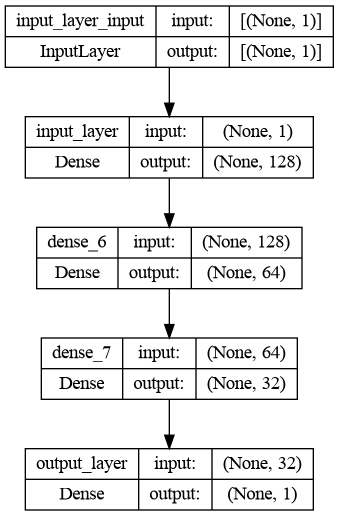 input_layer_input input: [(None, 1)]
InputLayer output: [(None, 1)]
input_layer input: (None, 1)
Dense output: (None, 128)
dense_6 input: (None, 128)
Dense output: (None, 64)
dense_7 input: (None, 64)
Dense output: (None, 32)
output_layer input: (None, 32)
Dense output: (None, 1)